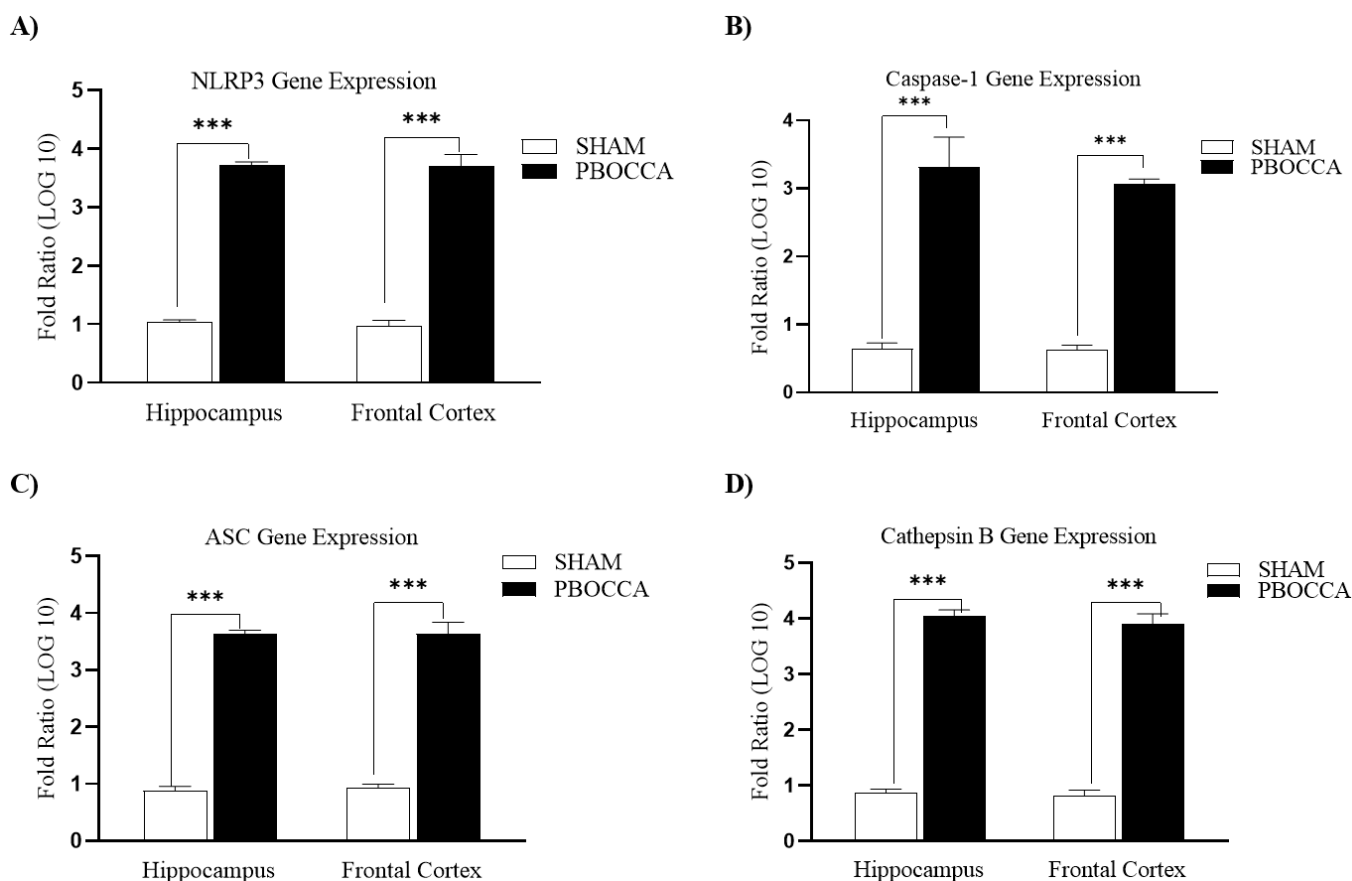 A)
NLRP3 Gene Expression
Fold Ratio (LOG 10)
5
4
3
2
1
0
***
***
SHAM
PBOCCA
Hippocampus
Frontal Cortex
B)
Caspase-1 Gene Expression
Fold Ratio (LOG 10)
4
3
2
1
0
***
***
SHAM
PBOCCA
Hippocampus
Frontal Cortex
C)
ASC Gene Expression
Fold Ratio (LOG 10)
5
4
3
2
1
0
***
***
SHAM
PBOCCA
Hippocampus
Frontal Cortex
D)
Cathepsin B Gene Expression
Fold Ratio (LOG 10)
5
4
3
2
1
0
***
***
SHAM
PBOCCA
Hippocampus
Frontal Cortex